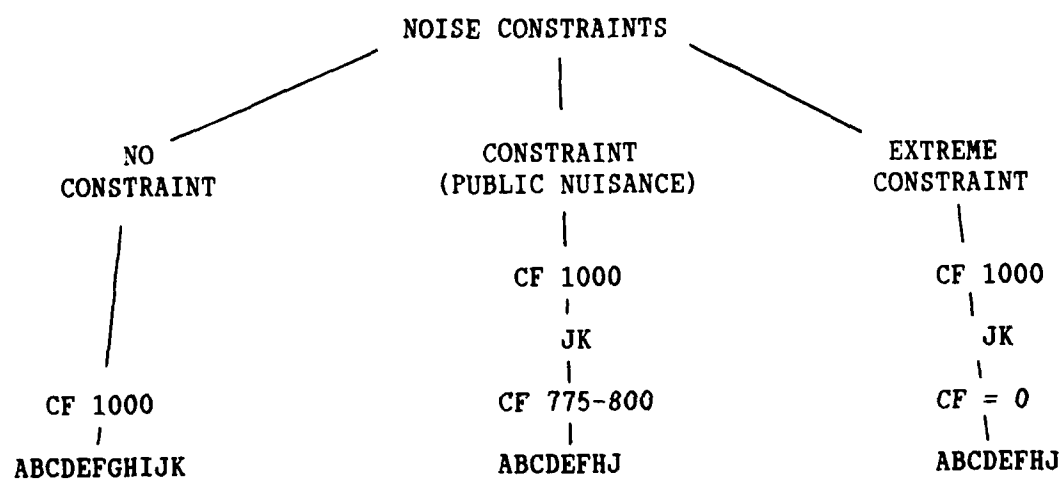 NOISE CONSTRAINTS
NO
CONSTRAINT
CF 1000
ABCDEFGHIJK
CONSTRAINT
(PUBLIC NUISANCE)
CF 1000
JK
CF 775-800
ABCDEFHJ
EXTREME
CONSTRAINT
CF 1000
JK
CF = 0
ABCDEFHJ